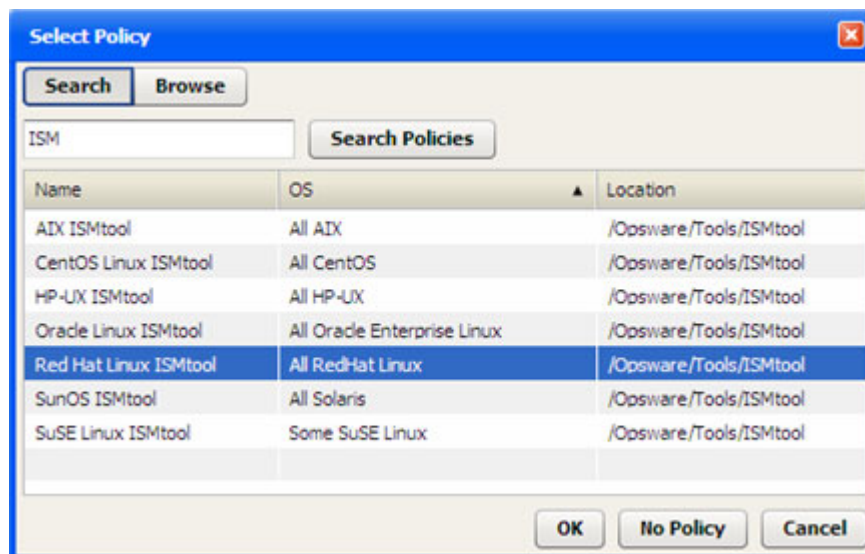 Select Policy
Search Browse
ISM Search Policies
Name OS Location
AIX ISMtool All AIX /Opsware/Tools/ISMtool
CentOS Linux ISMtool All CentOS /Opsware/Tools/ISMtool
HP-UX ISMtool All HP-UX /Opsware/Tools/ISMtool
Oracle Linux ISMtool All Oracle Enterprise Linux /Opsware/Tools/ISMtool
Red Hat Linux ISMtool All RedHat Linux /Opsware/Tools/ISMtool
SunOS ISMtool All Solaris /Opsware/Tools/ISMtool
SuSE Linux ISMtool Some SuSE Linux /Opsware/Tools/ISMtool
OK No Policy Cancel